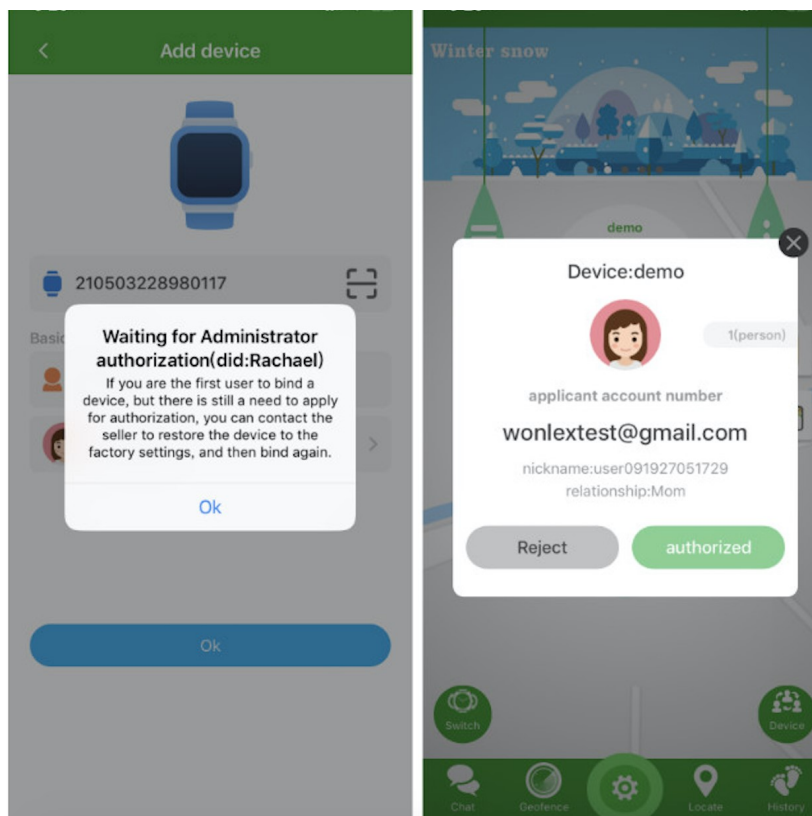 Add device
210503228980117
Basic
Waiting for Administrator
authorization(did:Rachael)
If you are the first user to bind a
device, but there is still a need to apply
for authorization, you can contact the
seller to restore the device to the
factory settings, and then bind again.
Ok
Ok
Winter snow
demo
Device:demo
1(person)
applicant account number
wonlextest@gmail.com
nickname:user091927051729
relationship:Mom
Reject
authorized
Switch
Device
Chat
Geofence
Locate
History